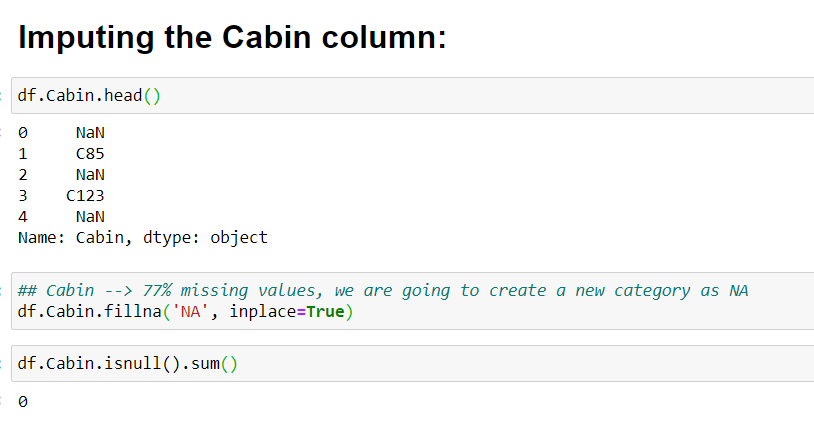 Imputing the Cabin column:
df.Cabin.head()
0 NaN
1 C85
2 NaN
3 C123
4 NaN
Name: Cabin, dtype: object
## Cabin --> 77% missing values, we are going to create a new category as NA
df.Cabin.fillna('NA', inplace=True)
df.Cabin.isnull().sum()
0